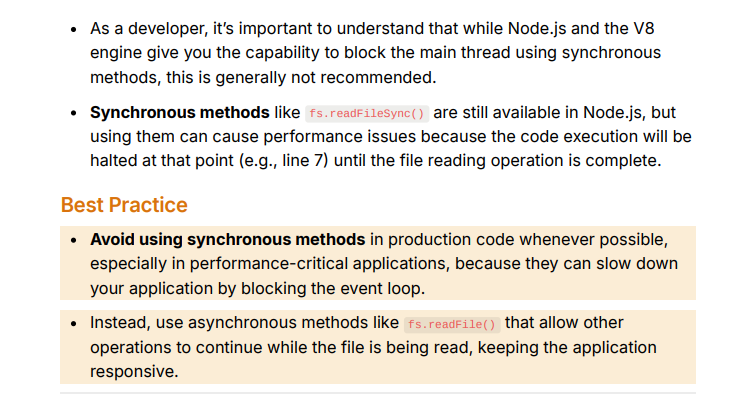 • As a developer, it’s important to understand that while Node.js and the V8
engine give you the capability to block the main thread using synchronous
methods, this is generally not recommended.
• Synchronous methods like fs.readFileSync() are still available in Node.js, but
using them can cause performance issues because the code execution will be
halted at that point (e.g., line 7) until the file reading operation is complete.
Best Practice
• Avoid using synchronous methods in production code whenever possible,
especially in performance-critical applications, because they can slow down
your application by blocking the event loop.
• Instead, use asynchronous methods like fs.readFile() that allow other
operations to continue while the file is being read, keeping the application
responsive.